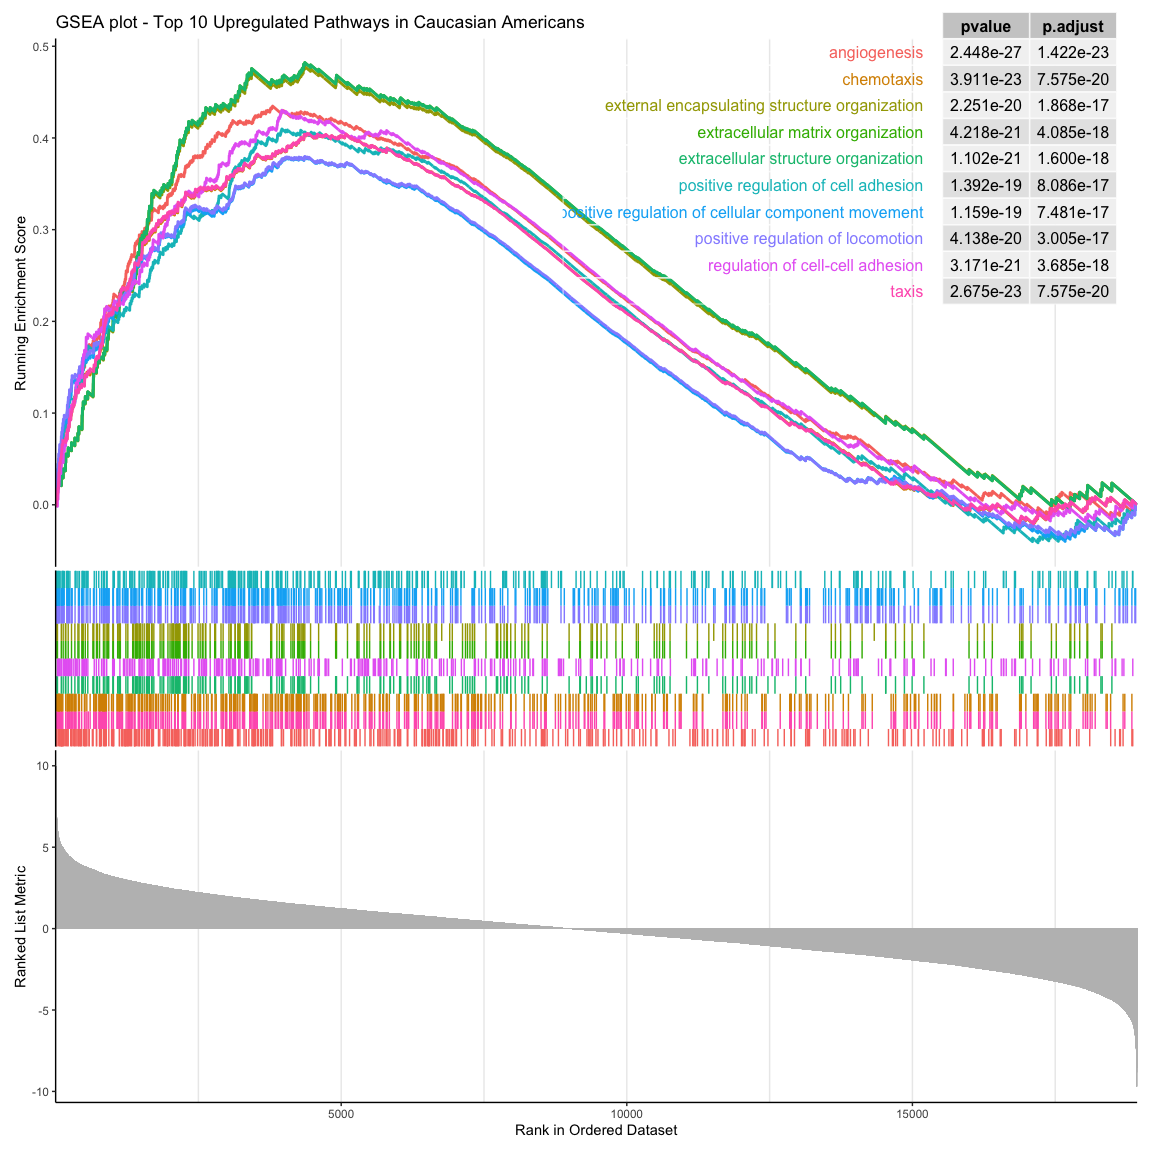 GSEA plot - Top 10 Upregulated Pathways in Caucasian Americans
pvalue p.adjust
angiogenesis 2.448e-27 1.422e-23
chemotaxis 3.911e-23 7.575e-20
external encapsulating structure organization 2.251e-20 1.868e-17
extracellular matrix organization 4.218e-21 4.085e-18
extracellular structure organization 1.102e-21 1.600e-18
positive regulation of cell adhesion 1.392e-19 8.086e-17
positive regulation of cellular component movement 1.159e-19 7.481e-17
positive regulation of locomotion 4.138e-20 3.005e-17
regulation of cell-cell adhesion 3.171e-21 3.685e-18
taxis 2.675e-23 7.575e-20
Running Enrichment Score
0.5
0.4
0.3
0.2
0.1
0.0
Ranked List Metric
10
5
0
-5
-10
5000 10000 15000
Rank in Ordered Dataset